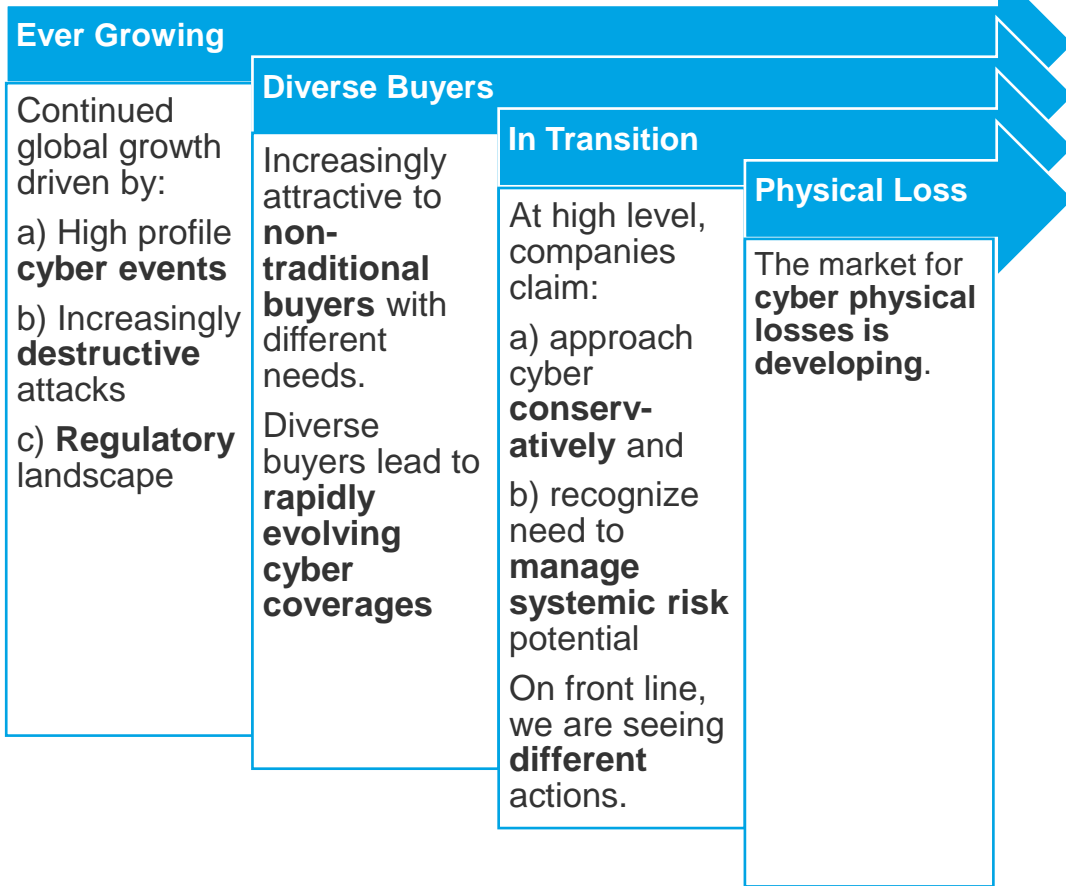 Ever Growing
Continued
global growth
driven by:
a) High profile
cyber events
b) Increasingly
destructive
attacks
c) Regulatory
landscape
Diverse Buyers
Increasingly
attractive to
non-
traditional
buyers with
different
needs.
Diverse
buyers lead to
rapidly
evolving
cyber
coverages
In Transition
At high level,
companies
claim:
a) approach
cyber
conserv-
atively and
b) recognize
need to
manage
systemic risk
potential
On front line,
we are seeing
different
actions.
Physical Loss
The market for
cyber physical
losses is
developing.